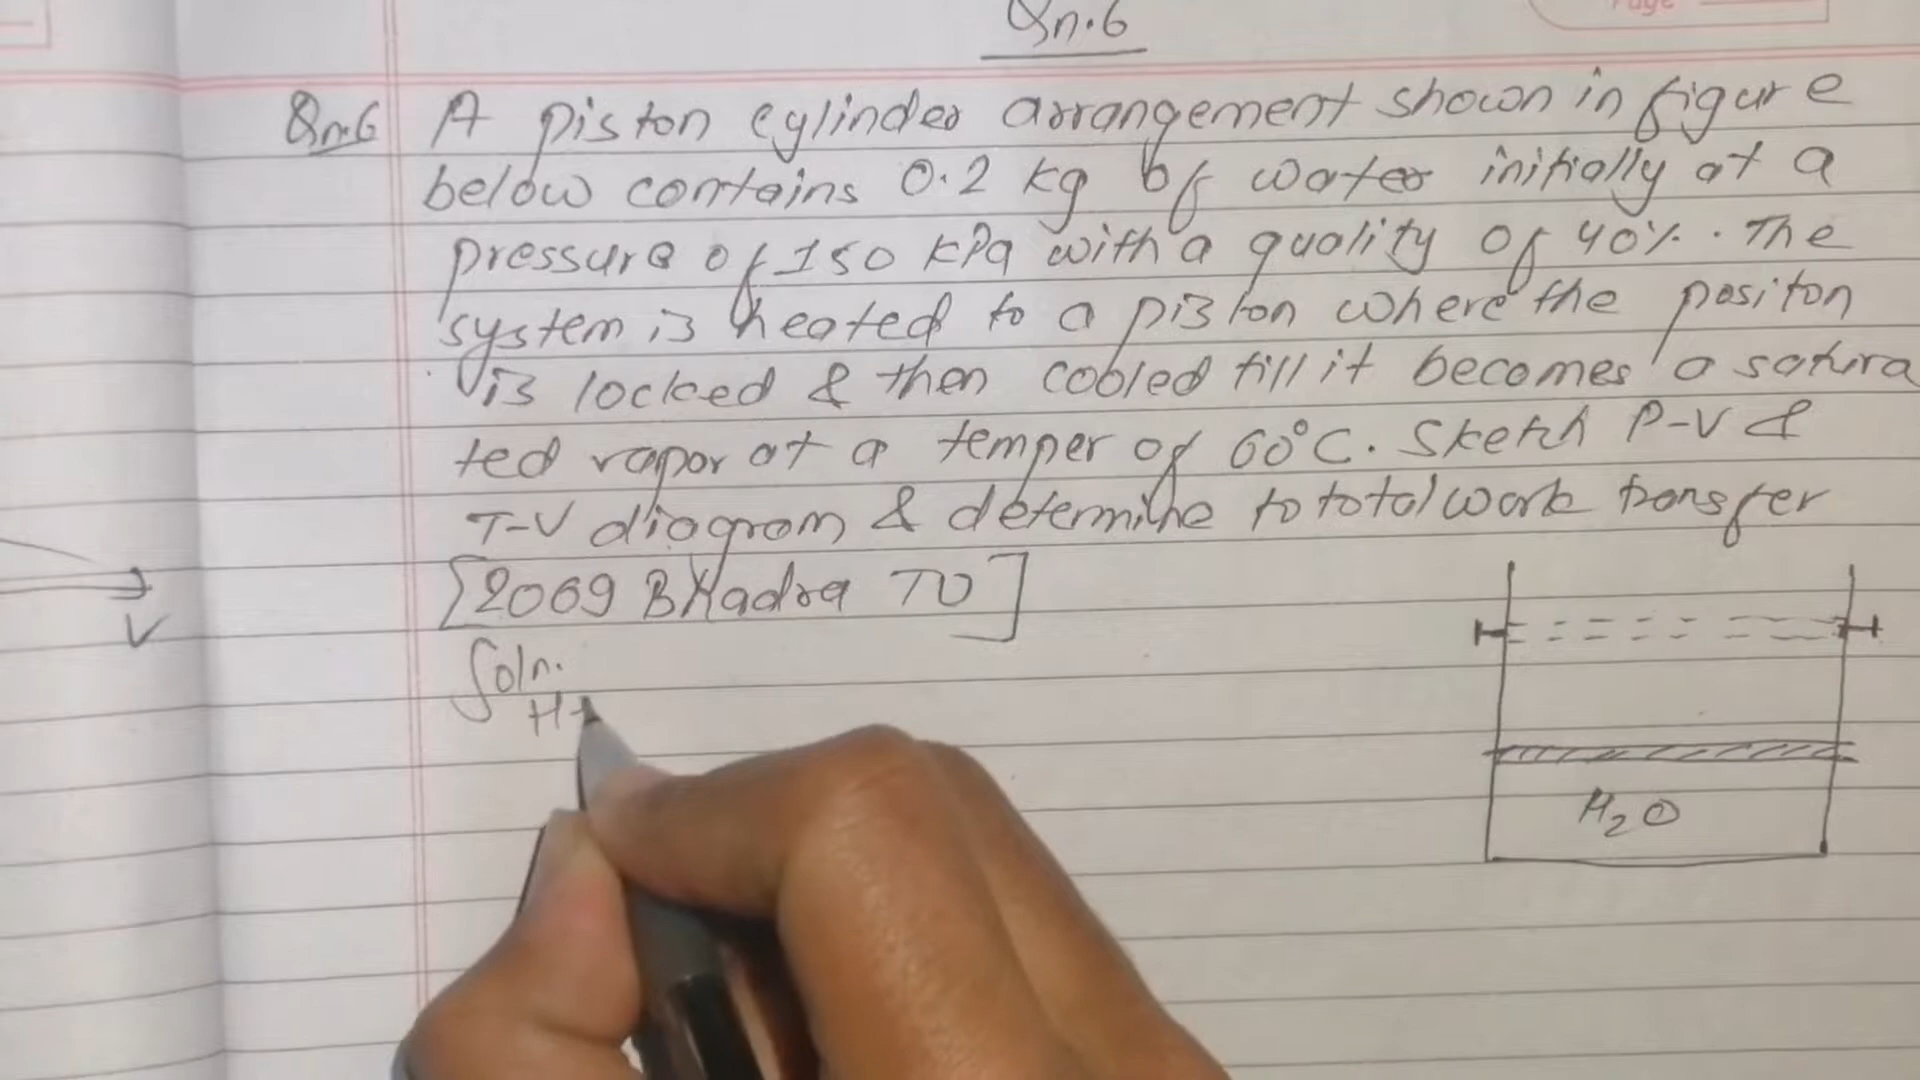 Page
Qn.6
Qn.6 A piston cylinder arrangement shown in figure
below contains 0.2 kg of water initially at a
pressure of 150 kPa with a quality of 40%. The
system is heated to a piston where the positon
is locked & then cooled till it becomes a satura
ted vapor at a temper of 60°C. Sketch P-V &
T-V diagram & determine to total work transfer
[2069 BHadra TU]
Soln.
H
V
H2O